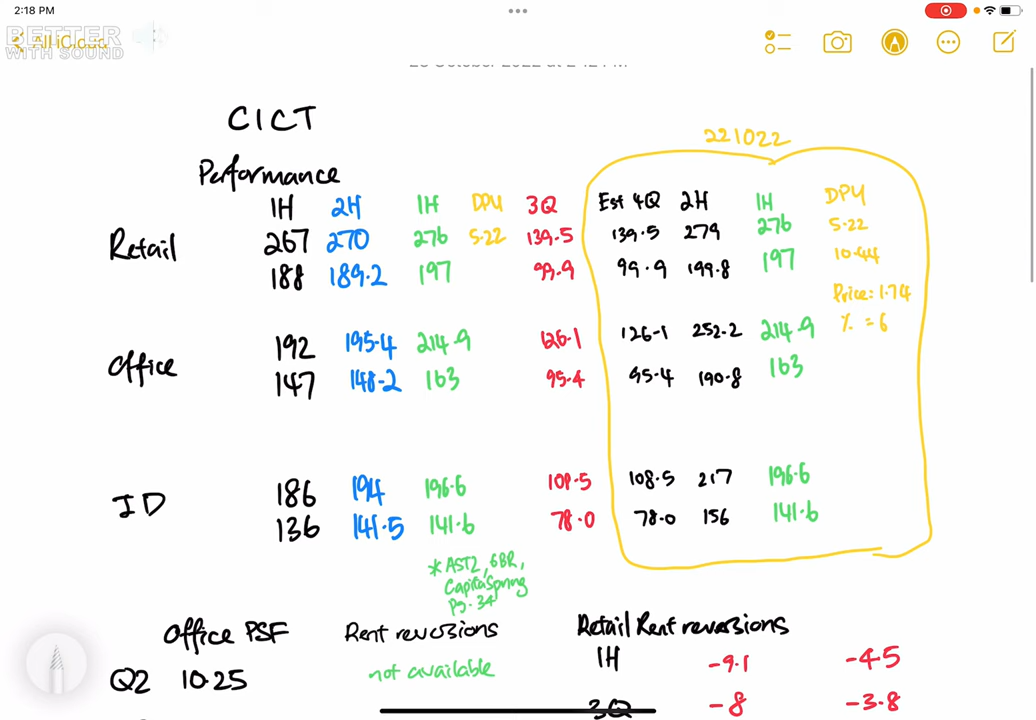 2:18 PM
BETTER
WITH SOUND
All iCloud
CICT
221022
Performance
1H 2H 1H DPU 3Q Est 4Q 2H 1H DPU
Retail 267 270 276 5.22 139.5 139.5 279 276 5.22
188 189.2 197 99.9 99.9 199.8 197 10.44
Price: 1.74
% = 6
Office 192 195.4 214.9 126.1 126.1 252.2 214.9
147 148.2 163 95.4 95.4 190.8 163
ID 186 194 196.6 108.5 108.5 217 196.6
136 141.5 141.6 78.0 78.0 156 141.6
* AST2, 6BR,
CapitaSpring
Pg. 34
Office PSF Rent reversions Retail Rent reversions
Q2 10.25 not available 1H -9.1 -4.5
3Q -8 -3.8